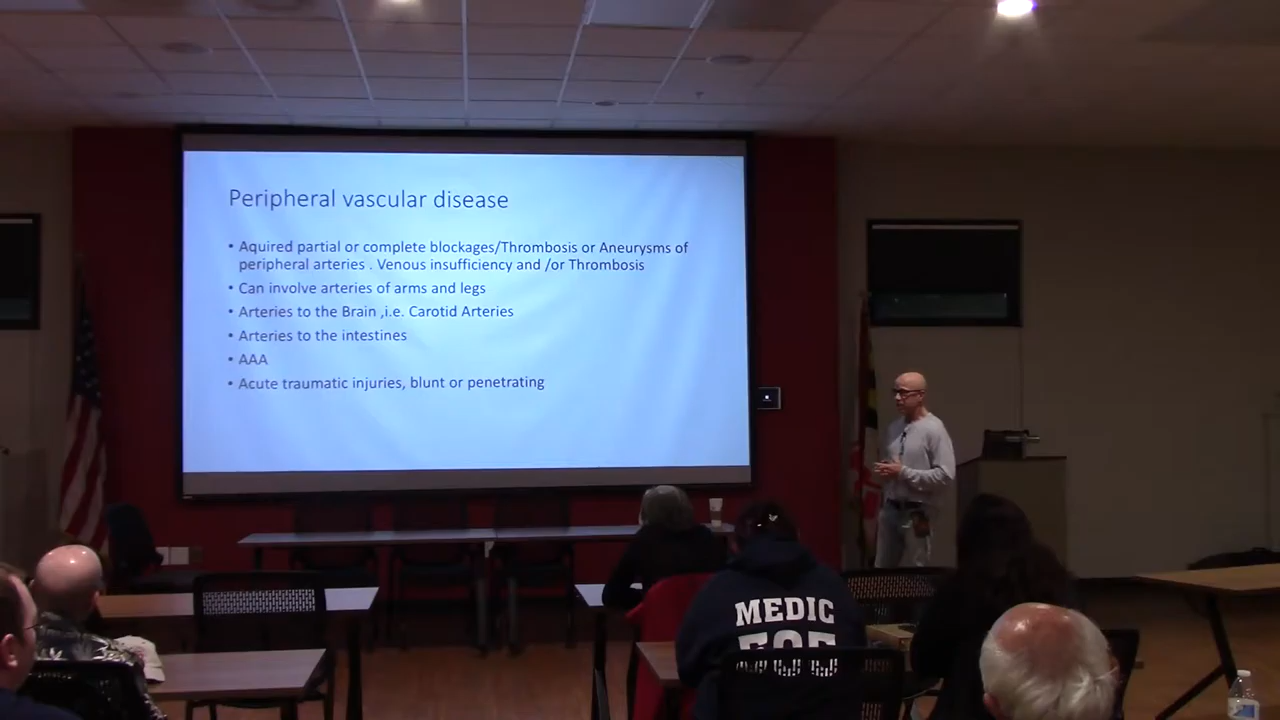 Peripheral vascular disease
• Aquired partial or complete blockages/Thrombosis or Aneurysms of
peripheral arteries . Venous insufficiency and /or Thrombosis
• Can involve arteries of arms and legs
• Arteries to the Brain ,i.e. Carotid Arteries
• Arteries to the intestines
• AAA
• Acute traumatic injuries, blunt or penetrating
MEDIC